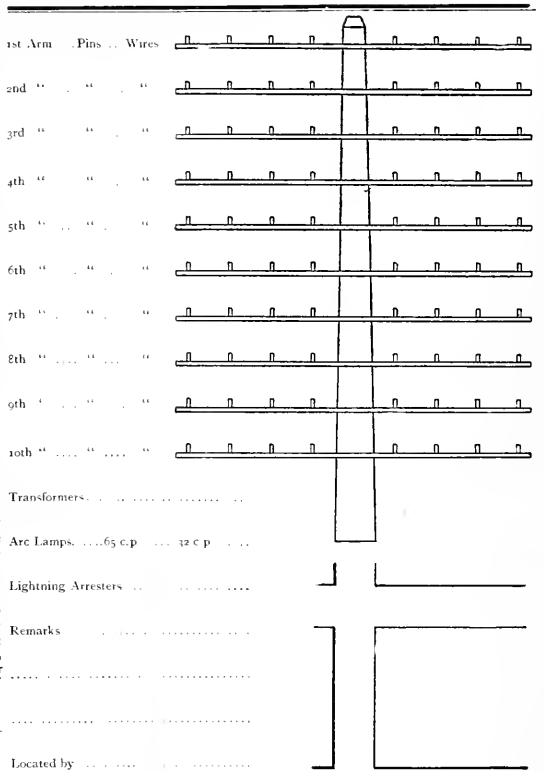 1st Arm . Pins .. Wires
2nd “ . “ . “
3rd “ “ . “
4th “ “ . “
5th “ .. “ .. “
6th “ . “ . “
7th “ . “ . “
8th “ .... “ ... “
9th “ . “ . “
10th “ .... “ .... “
Transformers. . .. .... .. ....... ..
Arc Lamps. ....65 c.p ... 32 c p . ..
Lightning Arresters .. .. .... ....
Remarks . ... . . .......... .. .
Located by .. . .... . . ..........